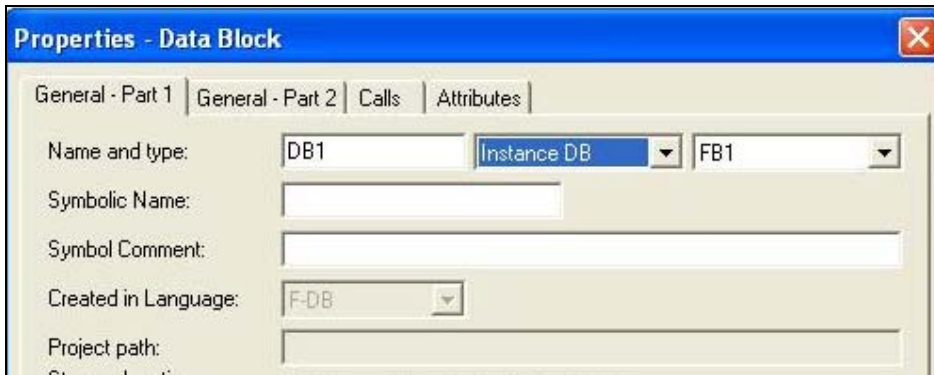 Properties - Data Block
General - Part 1 General - Part 2 Calls Attributes
Name and type: DB1 Instance DB FB1
Symbolic Name:
Symbol Comment:
Created in Language: F-DB
Project path: